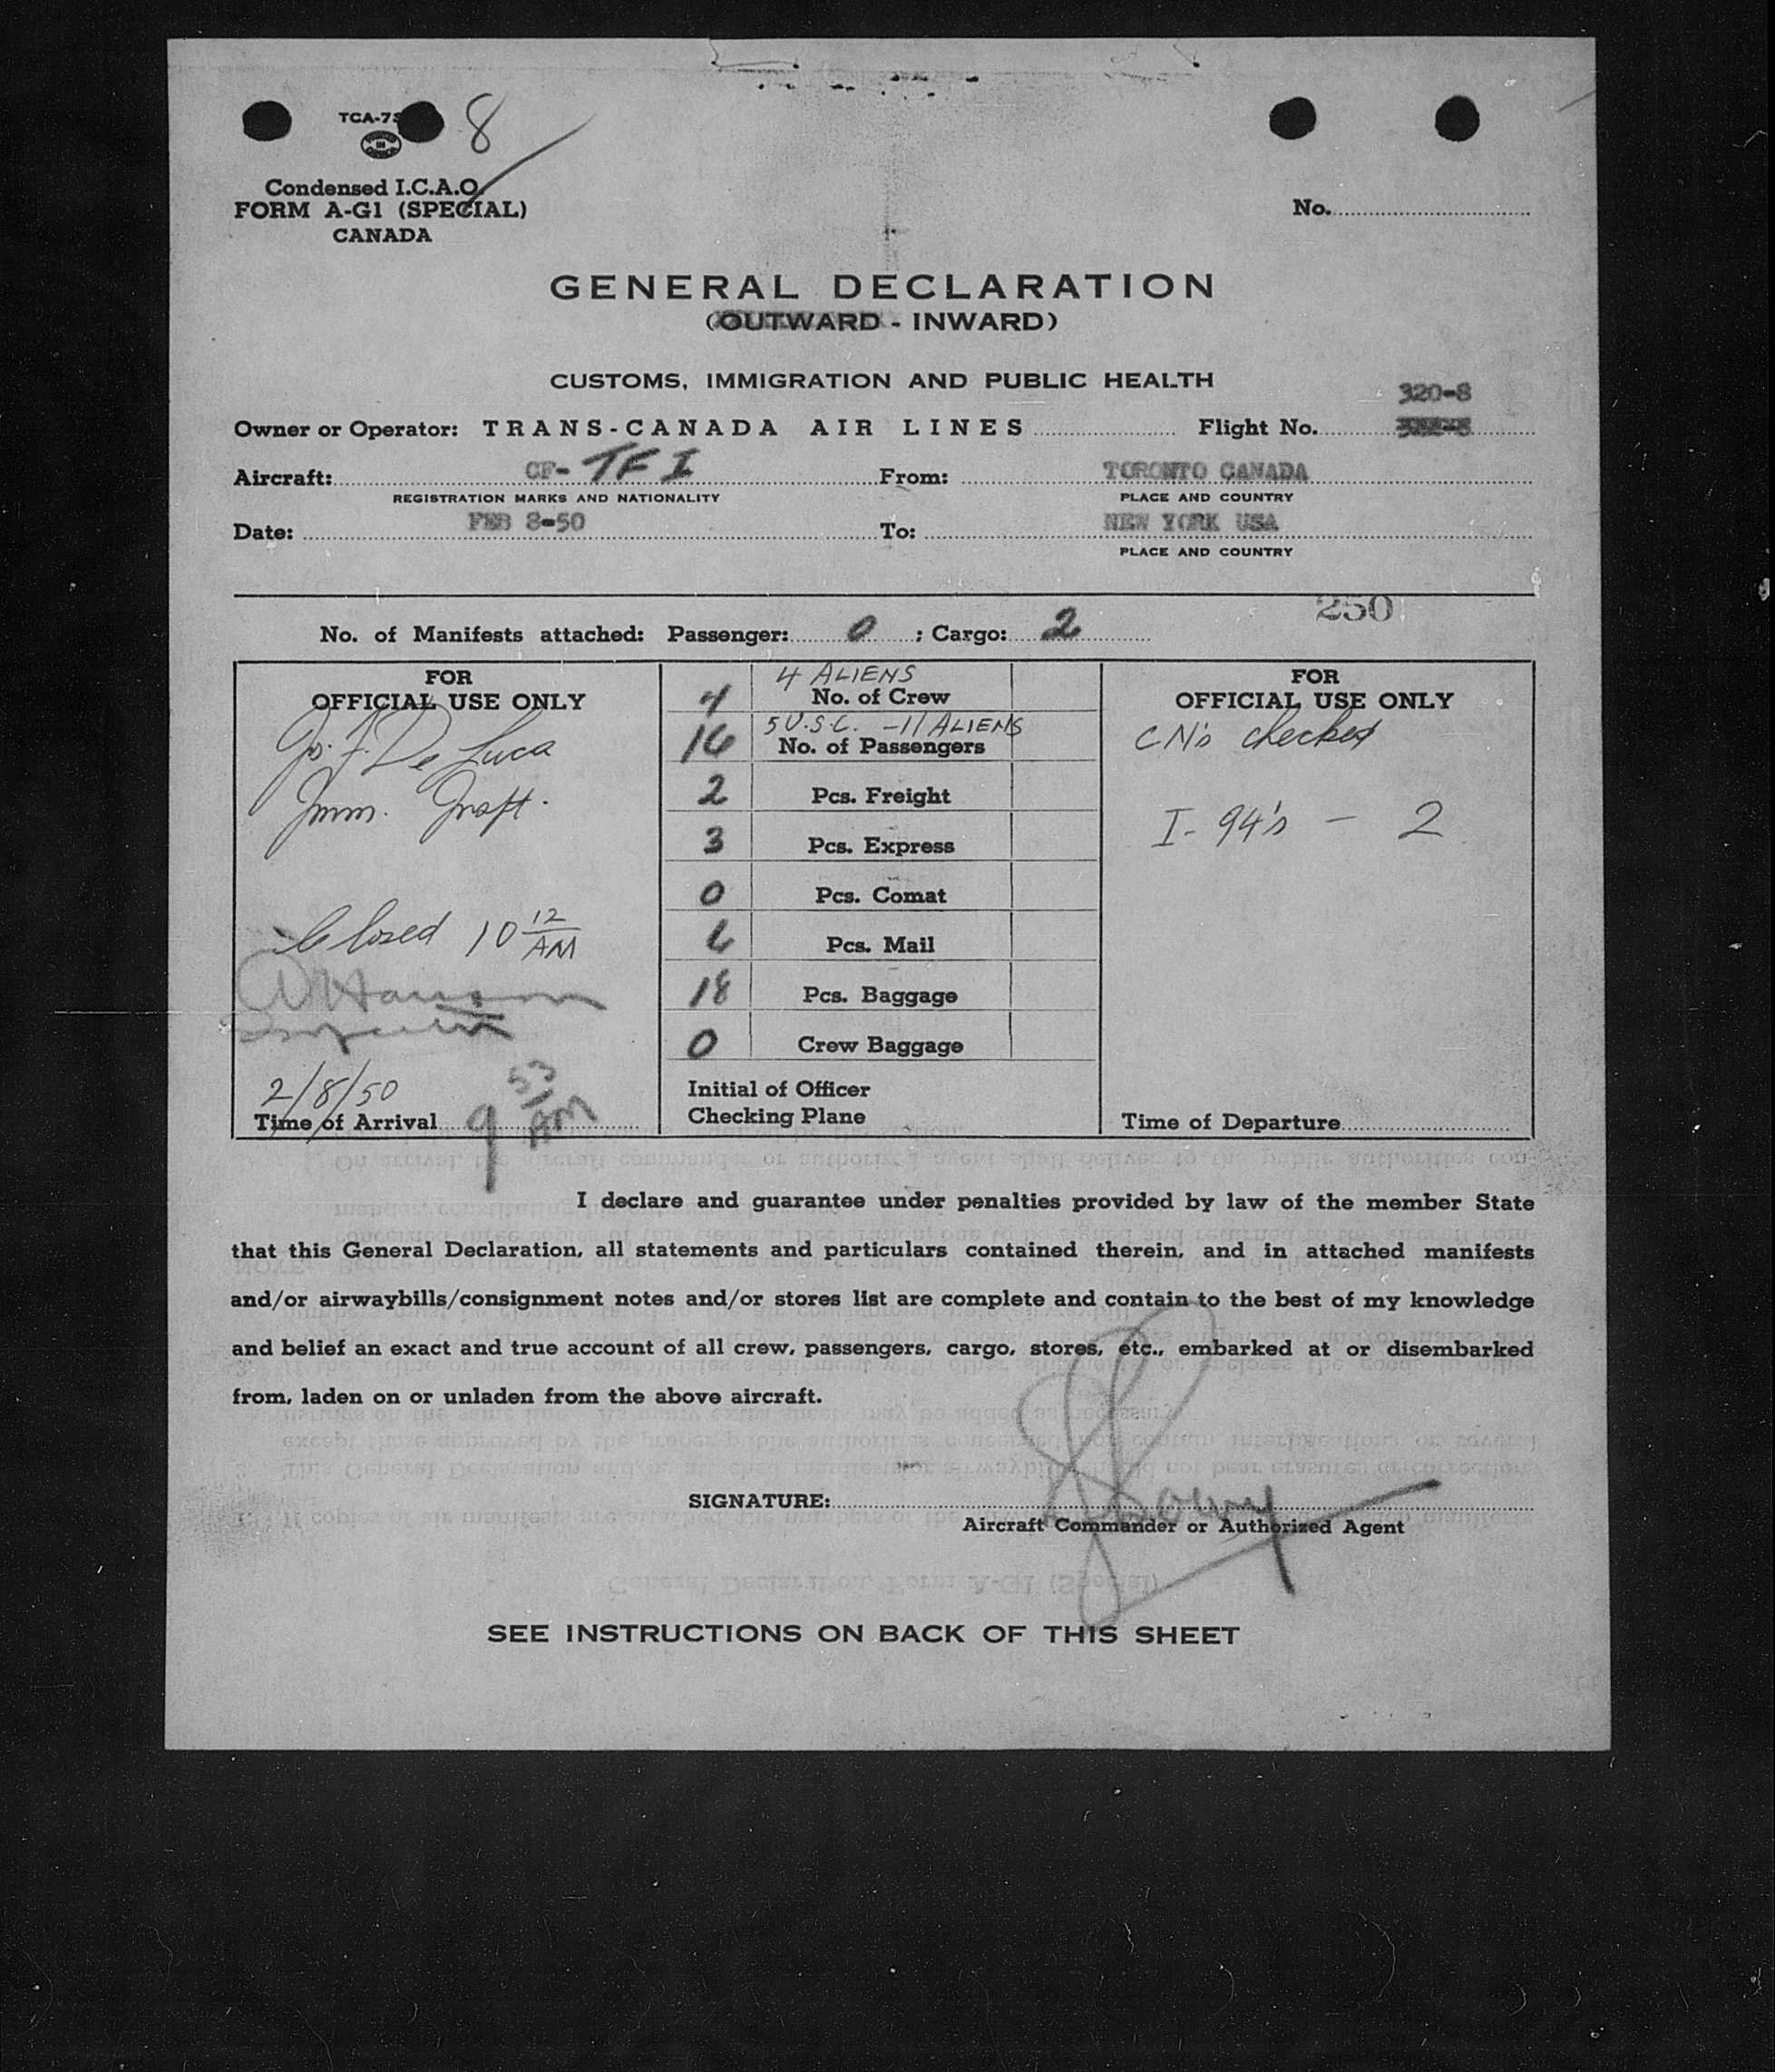 TCA-73
8
Condensed I.C.A.O.
FORM A-G1 (SPECIAL)
CANADA
No.
GENERAL DECLARATION
(OUTWARD - INWARD)
CUSTOMS, IMMIGRATION AND PUBLIC HEALTH
320-8
Owner or Operator: TRANS-CANADA AIR LINES Flight No.
Aircraft: CF- TFI From: TORONTO CANADA
REGISTRATION MARKS AND NATIONALITY PLACE AND COUNTRY
Date: FEB 8-50 To: NEW YORK USA
PLACE AND COUNTRY
250
No. of Manifests attached: Passenger: 0 ; Cargo: 2
FOR
OFFICIAL USE ONLY
Jo. F. De Luca
Imm. Inspt.
Closed 10 12 AM
2/8/50
Time of Arrival 9 53 AM
4 ALIENS
4 No. of Crew
5 U.S.C. - 11 ALIENS
16 No. of Passengers
2 Pcs. Freight
3 Pcs. Express
0 Pcs. Comat
6 Pcs. Mail
18 Pcs. Baggage
0 Crew Baggage
Initial of Officer
Checking Plane
FOR
OFFICIAL USE ONLY
CN's checked
I-94's - 2
Time of Departure
I declare and guarantee under penalties provided by law of the member State
that this General Declaration, all statements and particulars contained therein, and in attached manifests
and/or airwaybills/consignment notes and/or stores list are complete and contain to the best of my knowledge
and belief an exact and true account of all crew, passengers, cargo, stores, etc., embarked at or disembarked
from, laden on or unladen from the above aircraft.
SIGNATURE:
Aircraft Commander or Authorized Agent
SEE INSTRUCTIONS ON BACK OF THIS SHEET